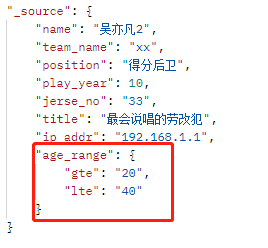 "_source": {
"name": "吴亦凡2",
"team_name": "xx",
"position": "得分后卫",
"play_year": 10,
"jerse_no": "33",
"title": "最会说唱的劳改犯",
"ip_addr": "192.168.1.1",
"age_range": {
"gte": "20",
"lte": "40"
}
}